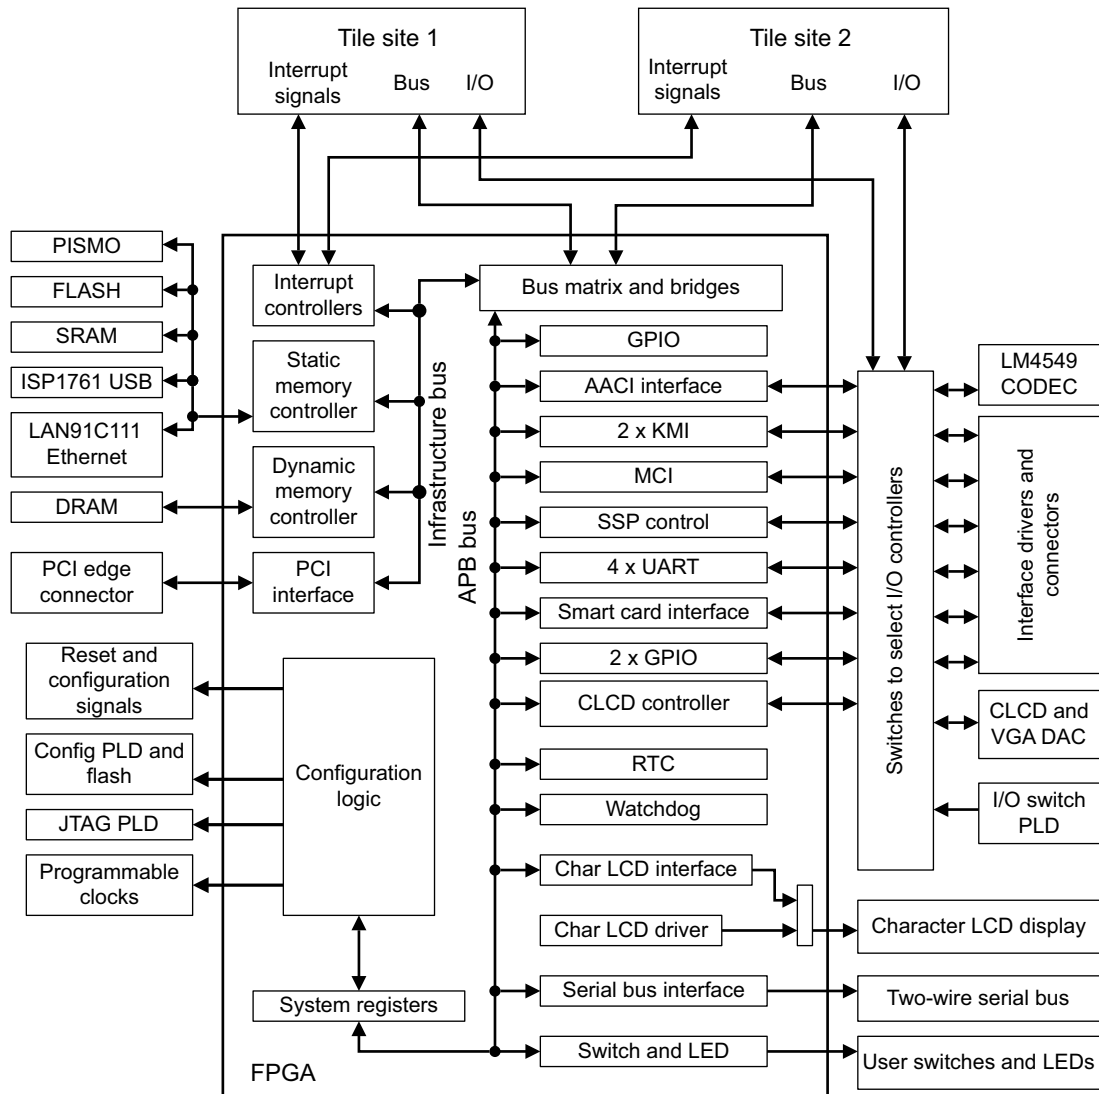 Tile site 1
Interrupt
signals
Bus
I/O
Tile site 2
Interrupt
signals
Bus
I/O
PISMO
FLASH
SRAM
ISP1761 USB
LAN91C111
Ethernet
DRAM
PCI edge
connector
Reset and
configuration
signals
Config PLD and
flash
JTAG PLD
Programmable
clocks
Interrupt
controllers
Static
memory
controller
Dynamic
memory
controller
PCI
interface
Configuration
logic
System registers
FPGA
Infrastructure bus
APB bus
Bus matrix and bridges
GPIO
AACI interface
2 x KMI
MCI
SSP control
4 x UART
Smart card interface
2 x GPIO
CLCD controller
RTC
Watchdog
Char LCD interface
Char LCD driver
Serial bus interface
Switch and LED
Switches to select I/O controllers
LM4549
CODEC
Interface drivers and
connectors
CLCD and
VGA DAC
I/O switch
PLD
Character LCD display
Two-wire serial bus
User switches and LEDs